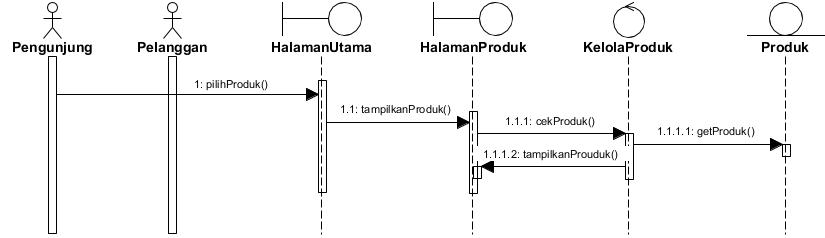 Pengunjung Pelanggan HalamanUtama HalamanProduk KelolaProduk Produk
1: pilihProduk()
1.1: tampilkanProduk()
1.1.1: cekProduk()
1.1.1.1: getProduk()
1.1.1.2: tampilkanProuduk()